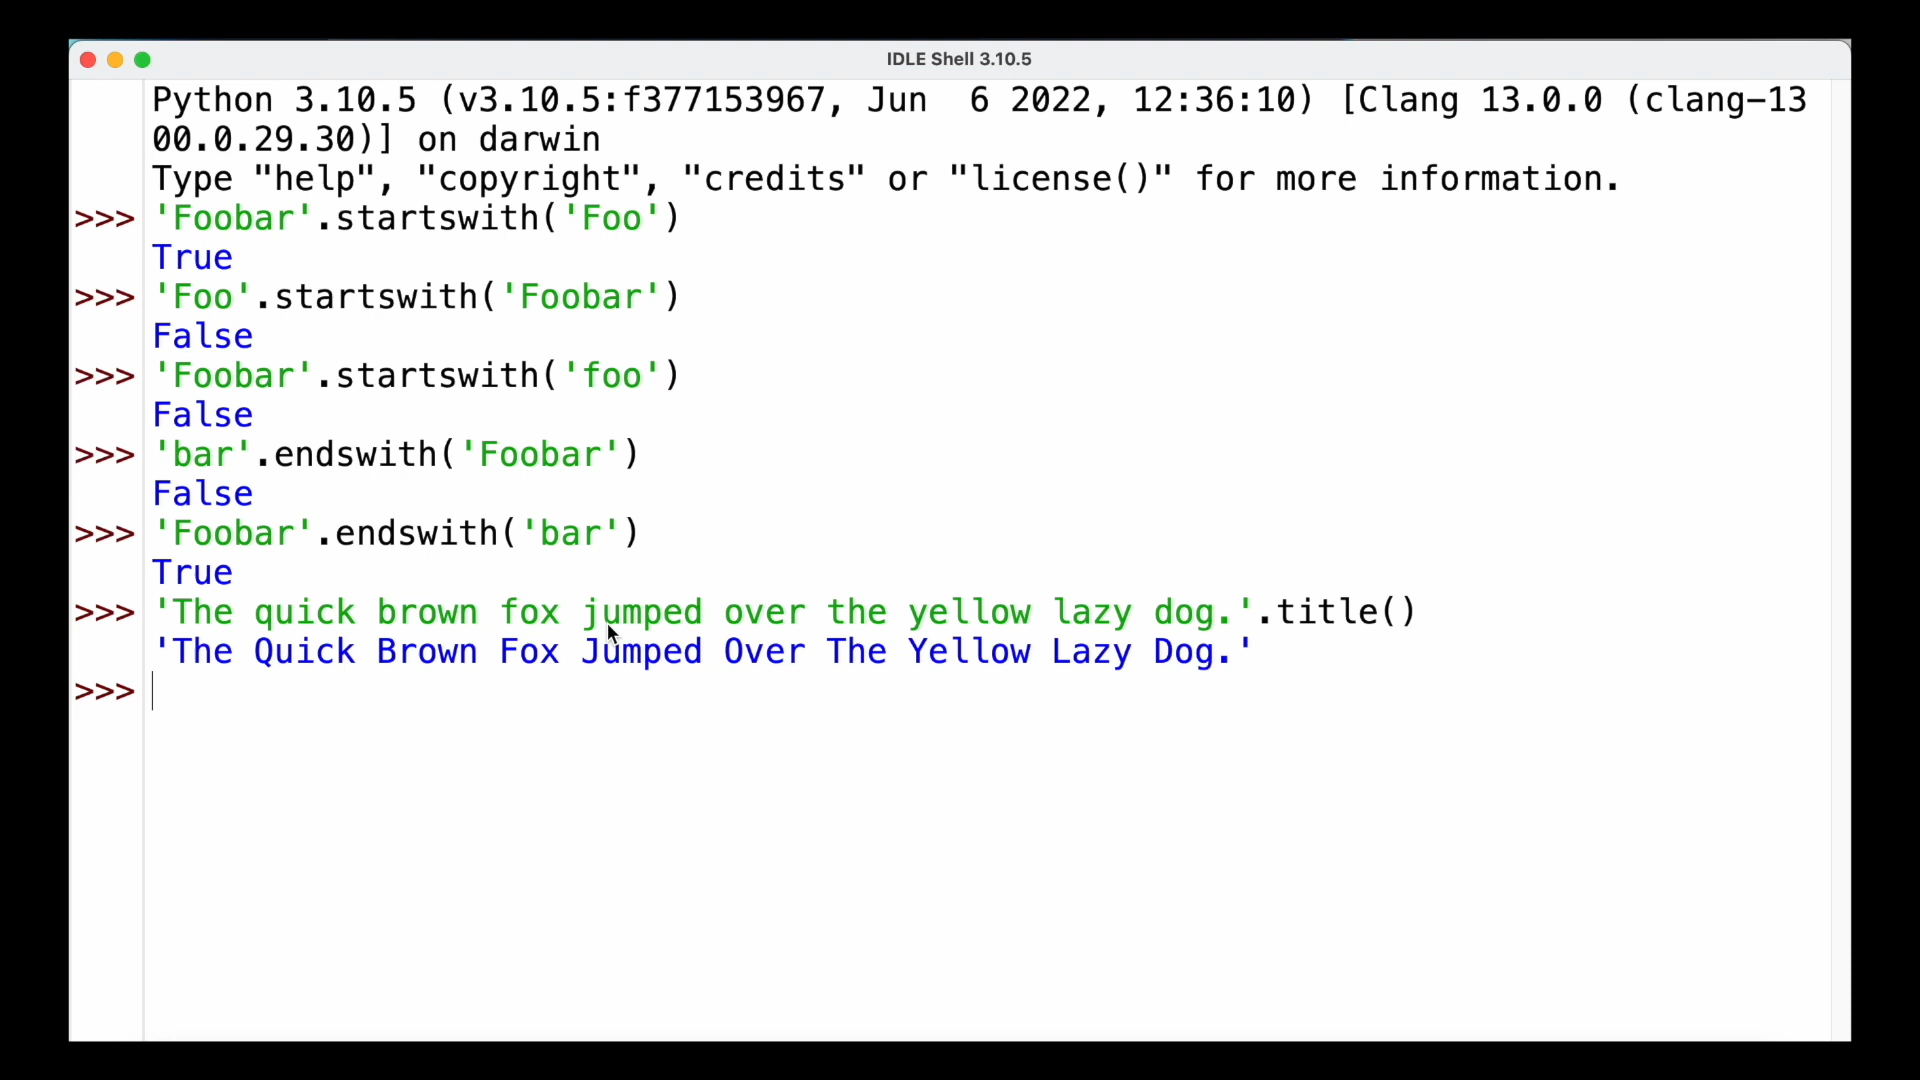 IDLE Shell 3.10.5
Python 3.10.5 (v3.10.5:f377153967, Jun  6 2022, 12:36:10) [Clang 13.0.0 (clang-13
00.0.29.30)] on darwin
Type "help", "copyright", "credits" or "license()" for more information.
>>> 'Foobar'.startswith('Foo')
True
>>> 'Foo'.startswith('Foobar')
False
>>> 'Foobar'.startswith('foo')
False
>>> 'bar'.endswith('Foobar')
False
>>> 'Foobar'.endswith('bar')
True
>>> 'The quick brown fox jumped over the yellow lazy dog.'.title()
'The Quick Brown Fox Jumped Over The Yellow Lazy Dog.'
>>>